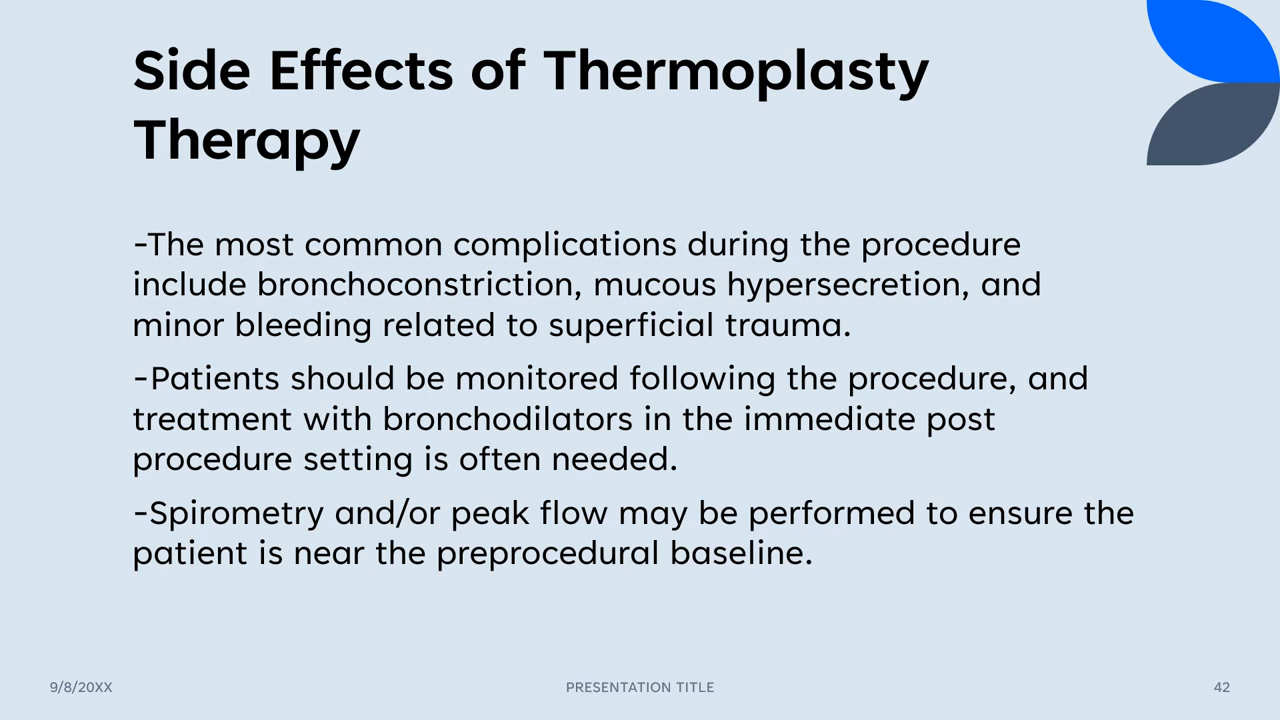 Side Effects of Thermoplasty
Therapy
-The most common complications during the procedure
include bronchoconstriction, mucous hypersecretion, and
minor bleeding related to superficial trauma.
-Patients should be monitored following the procedure, and
treatment with bronchodilators in the immediate post
procedure setting is often needed.
-Spirometry and/or peak flow may be performed to ensure the
patient is near the preprocedural baseline.
9/8/20XX
PRESENTATION TITLE
42